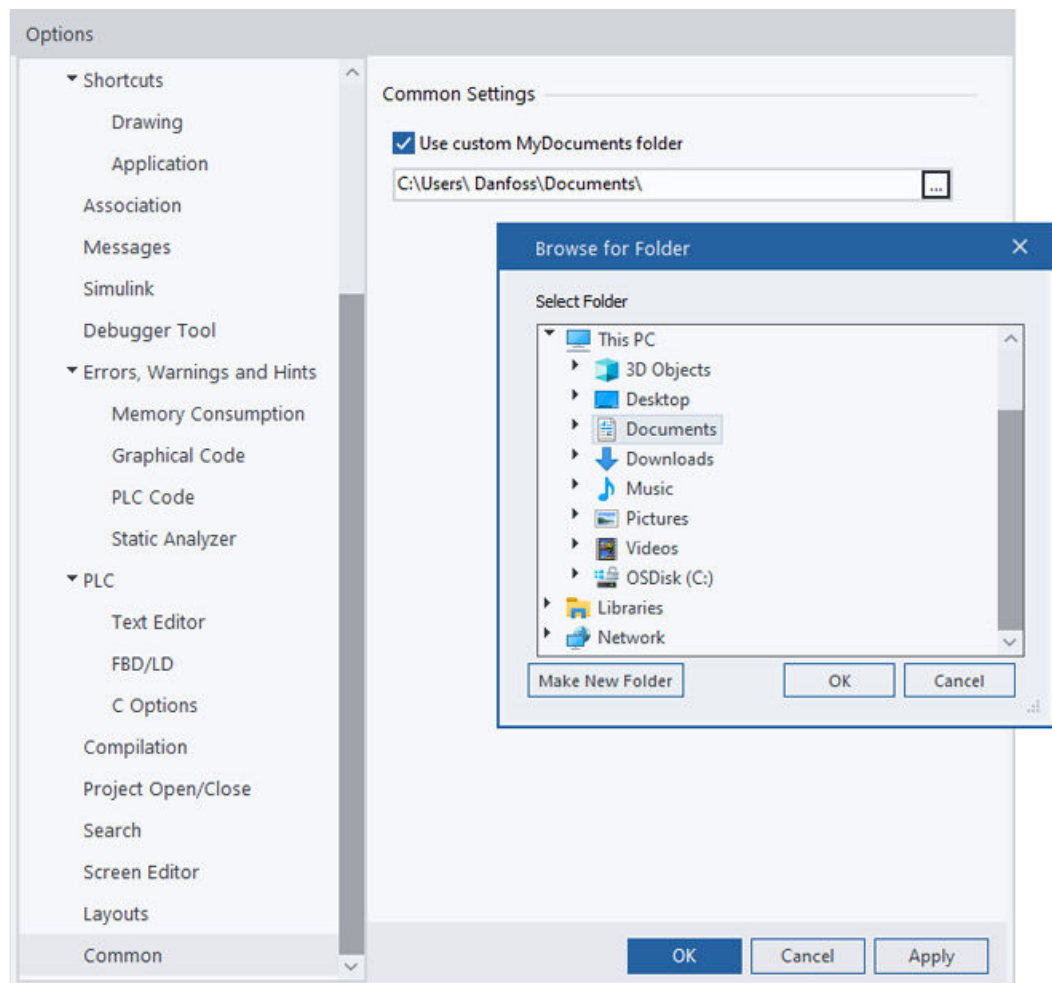 Options
Shortcuts
Drawing
Application
Association
Messages
Simulink
Debugger Tool
Errors, Warnings and Hints
Memory Consumption
Graphical Code
PLC Code
Static Analyzer
PLC
Text Editor
FBD/LD
C Options
Compilation
Project Open/Close
Search
Screen Editor
Layouts
Common
Common Settings
Use custom MyDocuments folder
C:\Users\ Danfoss\Documents\
...
Browse for Folder
Select Folder
This PC
3D Objects
Desktop
Documents
Downloads
Music
Pictures
Videos
OSDisk (C:)
Libraries
Network
Make New Folder OK Cancel
OK Cancel Apply